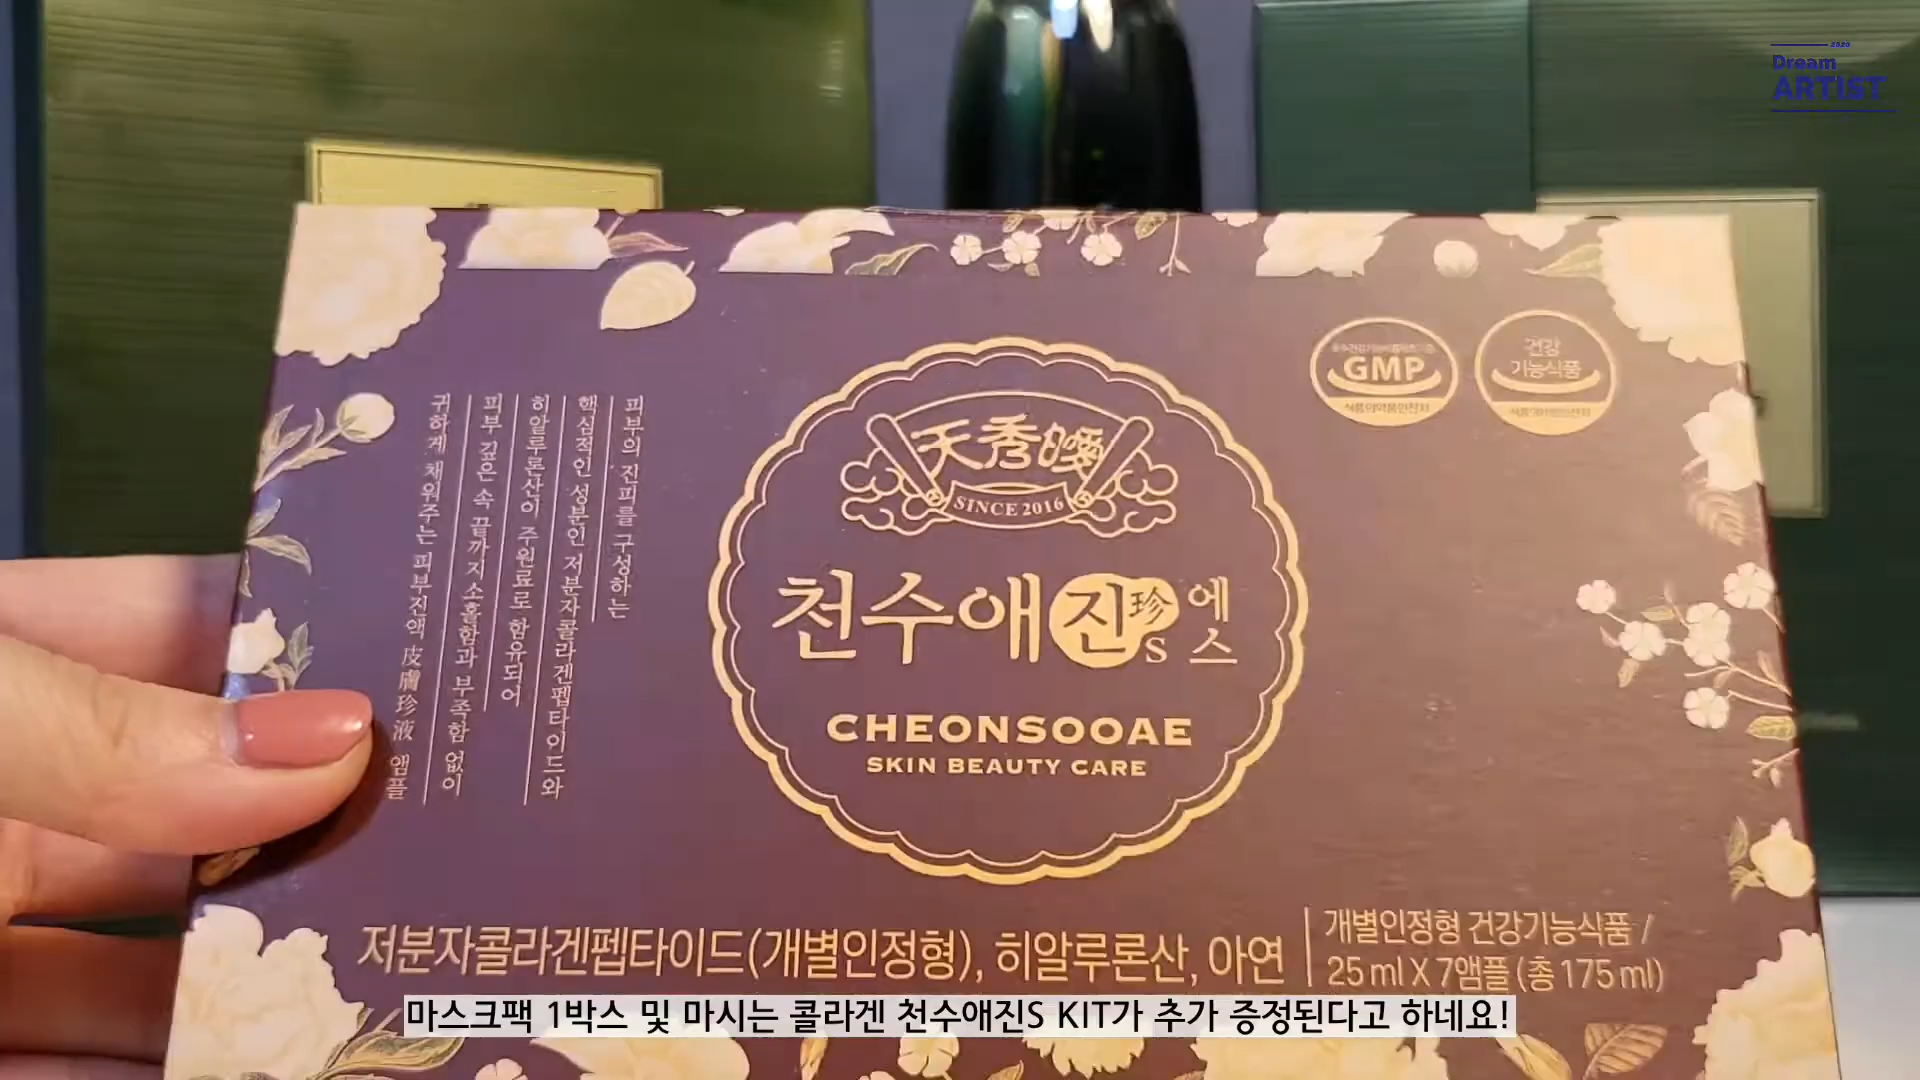 2020
Dream
ARTIST
GMP
건강
기능식품
天秀曖
SINCE 2016
피부의 진피를 구성하는
핵심적인 성분인 저분자콜라겐펩타이드와
히알루론산이 주원료로 함유되어
피부 깊은 속 끝까지 소홀함과 부족함 없이
귀하게 채워주는 피부진액 皮膚珍液 앰플
천수애진珍S 에스
CHEONSOOAE
SKIN BEAUTY CARE
저분자콜라겐펩타이드(개별인정형), 히알루론산, 아연
개별인정형 건강기능식품 /
25ml X 7앰플 (총 175ml)
마스크팩 1박스 및 마시는 콜라겐 천수애진S KIT가 추가 증정된다고 하네요!